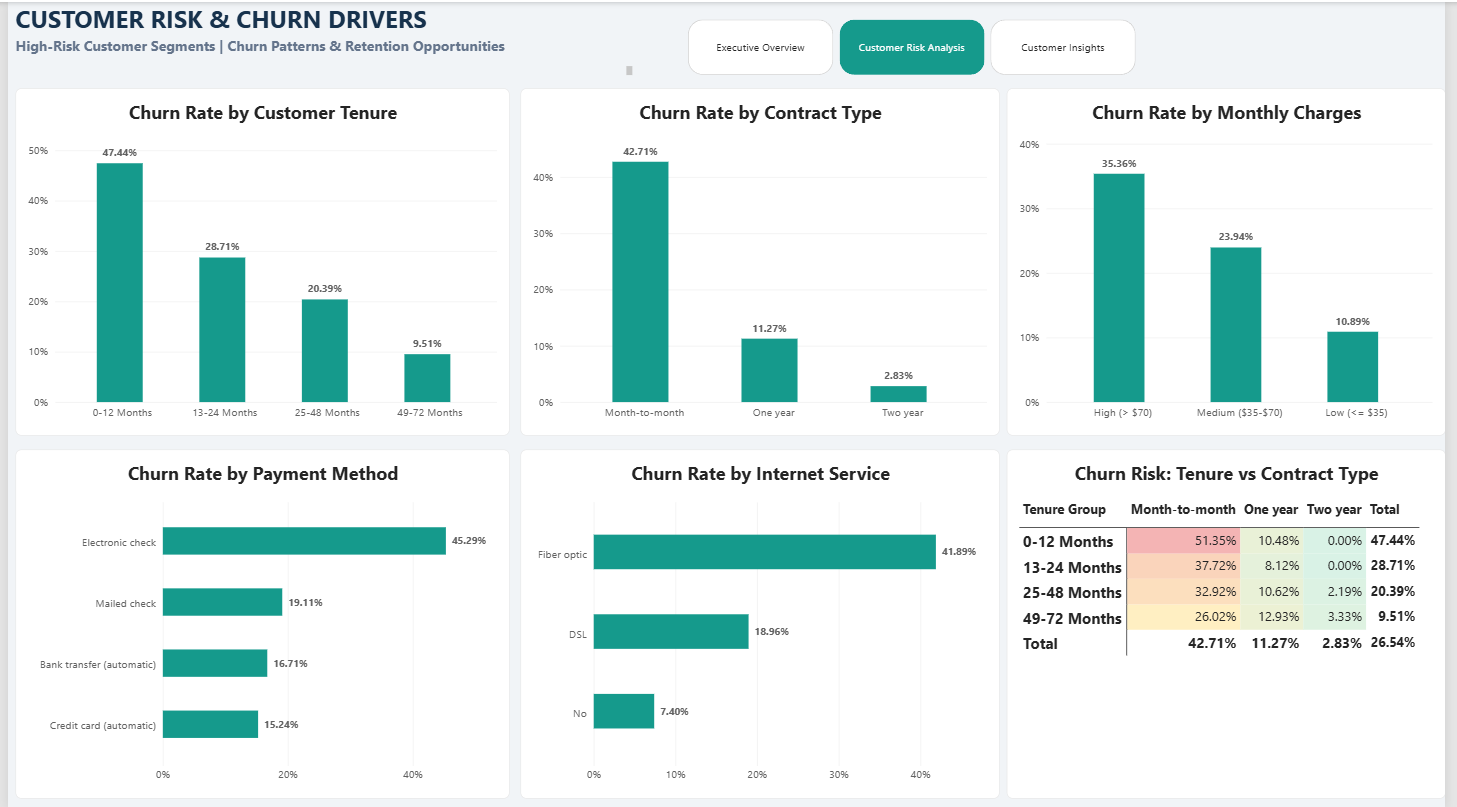 CUSTOMER RISK & CHURN DRIVERS
High-Risk Customer Segments | Churn Patterns & Retention Opportunities
Executive Overview
Customer Risk Analysis
Customer Insights
Churn Rate by Customer Tenure
50%
40%
30%
20%
10%
0%
47.44%
28.71%
20.39%
9.51%
0-12 Months
13-24 Months
25-48 Months
49-72 Months
Churn Rate by Contract Type
40%
30%
20%
10%
0%
42.71%
11.27%
2.83%
Month-to-month
One year
Two year
Churn Rate by Monthly Charges
40%
30%
20%
10%
0%
35.36%
23.94%
10.89%
High (> $70)
Medium ($35-$70)
Low (<= $35)
Churn Rate by Payment Method
Electronic check 45.29%
Mailed check 19.11%
Bank transfer (automatic) 16.71%
Credit card (automatic) 15.24%
0% 20% 40%
Churn Rate by Internet Service
Fiber optic 41.89%
DSL 18.96%
No 7.40%
0% 10% 20% 30% 40%
Churn Risk: Tenure vs Contract Type
Tenure Group Month-to-month One year Two year Total
0-12 Months 51.35% 10.48% 0.00% 47.44%
13-24 Months 37.72% 8.12% 0.00% 28.71%
25-48 Months 32.92% 10.62% 2.19% 20.39%
49-72 Months 26.02% 12.93% 3.33% 9.51%
Total 42.71% 11.27% 2.83% 26.54%